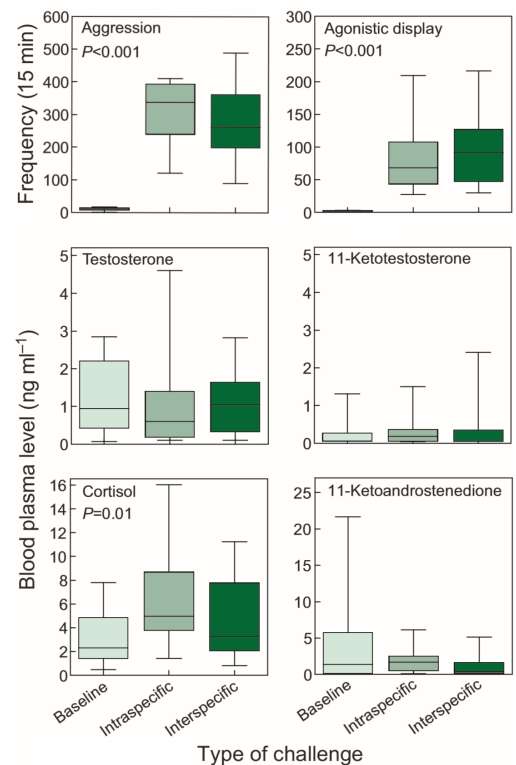 Aggression
P<0.001
Frequency (15 min)
600
500
400
300
200
100
0
Agonistic display
P<0.001
300
250
200
150
100
50
0
Testosterone
5
4
3
2
1
0
11-Ketotestosterone
5
4
3
2
1
0
Blood plasma level (ng ml−1)
Cortisol
P=0.01
16
14
12
10
8
6
4
2
0
11-Ketoandrostenedione
25
20
15
10
5
0
Baseline
Intraspecific
Interspecific
Baseline
Intraspecific
Interspecific
Type of challenge